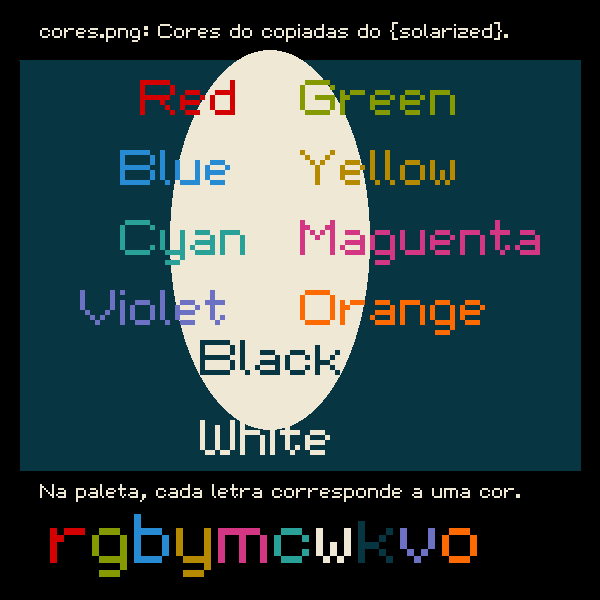 cores.png: Cores do copiadas do {solarized}.
Red Green
Blue Yellow
Cyan Maguenta
Violet Orange
Black
White
Na paleta, cada letra corresponde a uma cor.
rgbymcwkvo